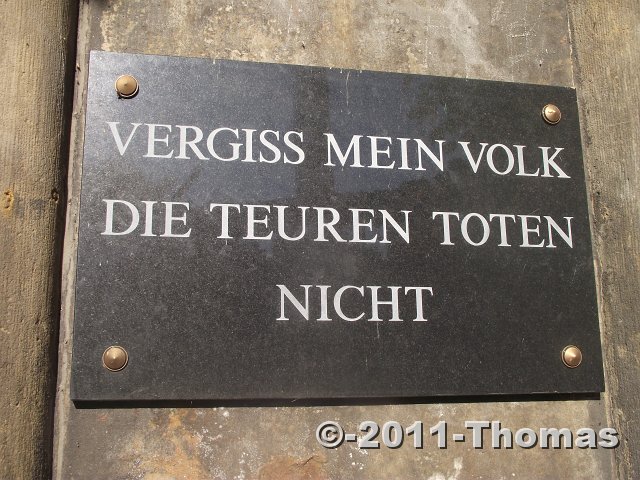 VERGISS MEIN VOLK
DIE TEUREN TOTEN
NICHT
©-2011-Thomas